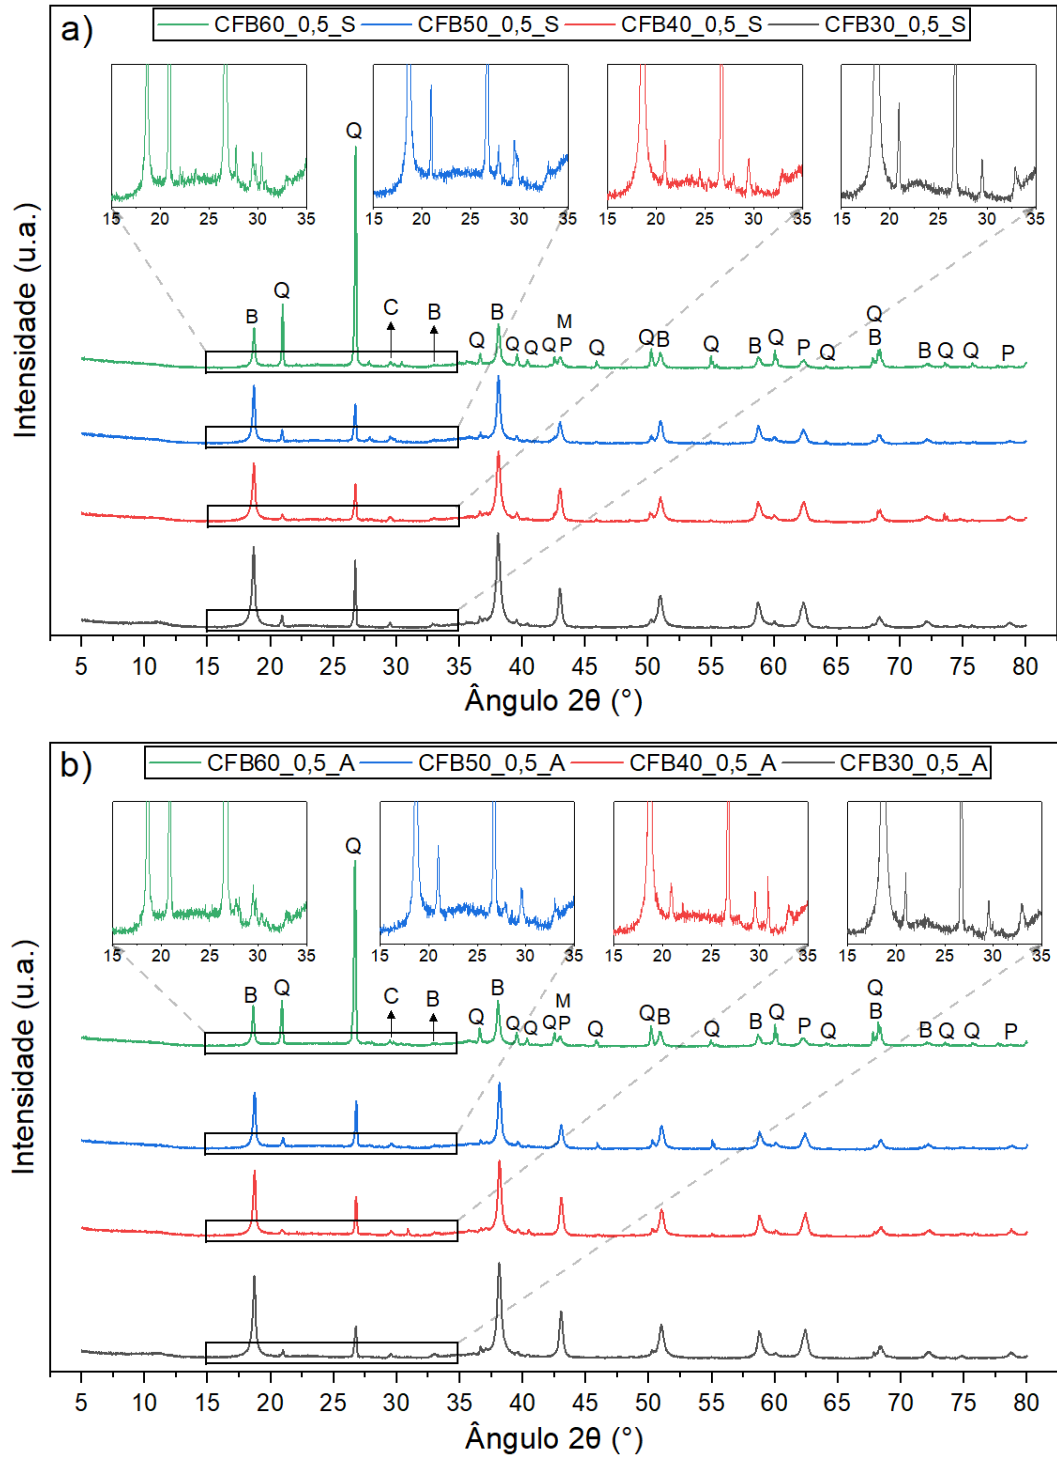 a)
CFB60_0,5_S CFB50_0,5_S CFB40_0,5_S CFB30_0,5_S
15 20 25 30 35
15 20 25 30 35
15 20 25 30 35
15 20 25 30 35
Intensidade (u.a.)
B Q Q C B Q B Q Q Q M P Q Q B Q B Q P Q Q B B Q Q P
5 10 15 20 25 30 35 40 45 50 55 60 65 70 75 80
Ângulo 2θ (°)
b)
CFB60_0,5_A CFB50_0,5_A CFB40_0,5_A CFB30_0,5_A
15 20 25 30 35
15 20 25 30 35
15 20 25 30 35
15 20 25 30 35
Intensidade (u.a.)
B Q Q C B Q B Q Q Q M P Q Q B Q B Q P Q Q B B Q Q P
5 10 15 20 25 30 35 40 45 50 55 60 65 70 75 80
Ângulo 2θ (°)